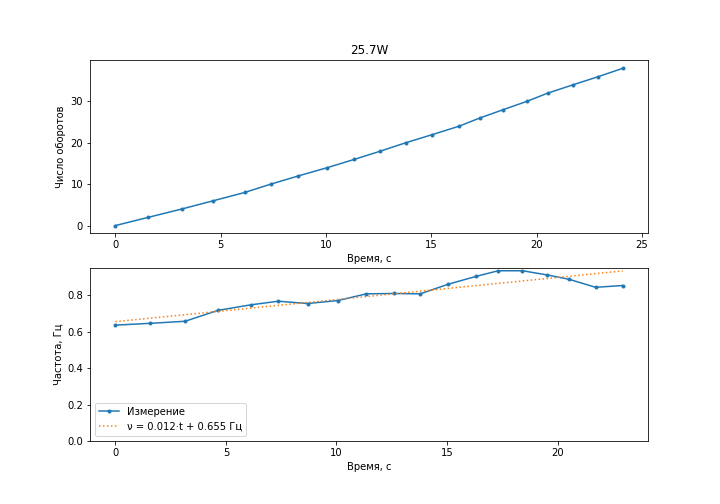 25.7W
Число оборотов
30
20
10
0
0 5 10 15 20 25
Время, с
Частота, Гц
0.8
0.6
0.4
0.2
0.0
Измерение
ν = 0.012·t + 0.655 Гц
0 5 10 15 20
Время, с